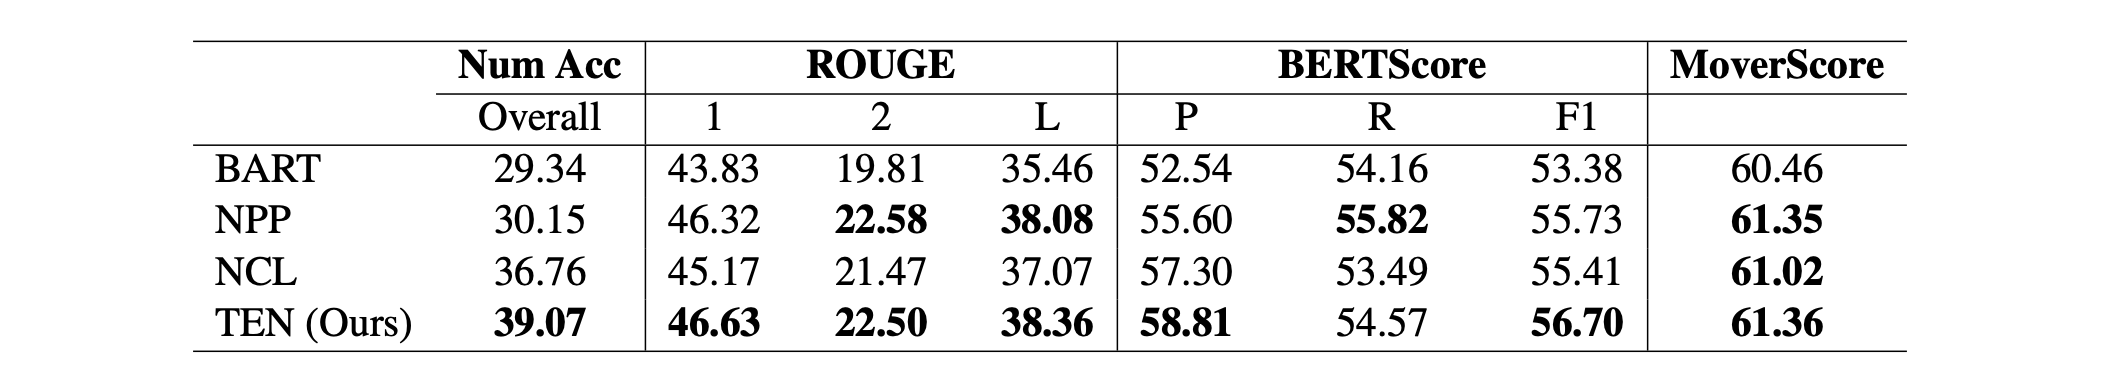 Num Acc ROUGE BERTScore MoverScore
Overall 1 2 L P R F1
BART 29.34 43.83 19.81 35.46 52.54 54.16 53.38 60.46
NPP 30.15 46.32 22.58 38.08 55.60 55.82 55.73 61.35
NCL 36.76 45.17 21.47 37.07 57.30 53.49 55.41 61.02
TEN (Ours) 39.07 46.63 22.50 38.36 58.81 54.57 56.70 61.36